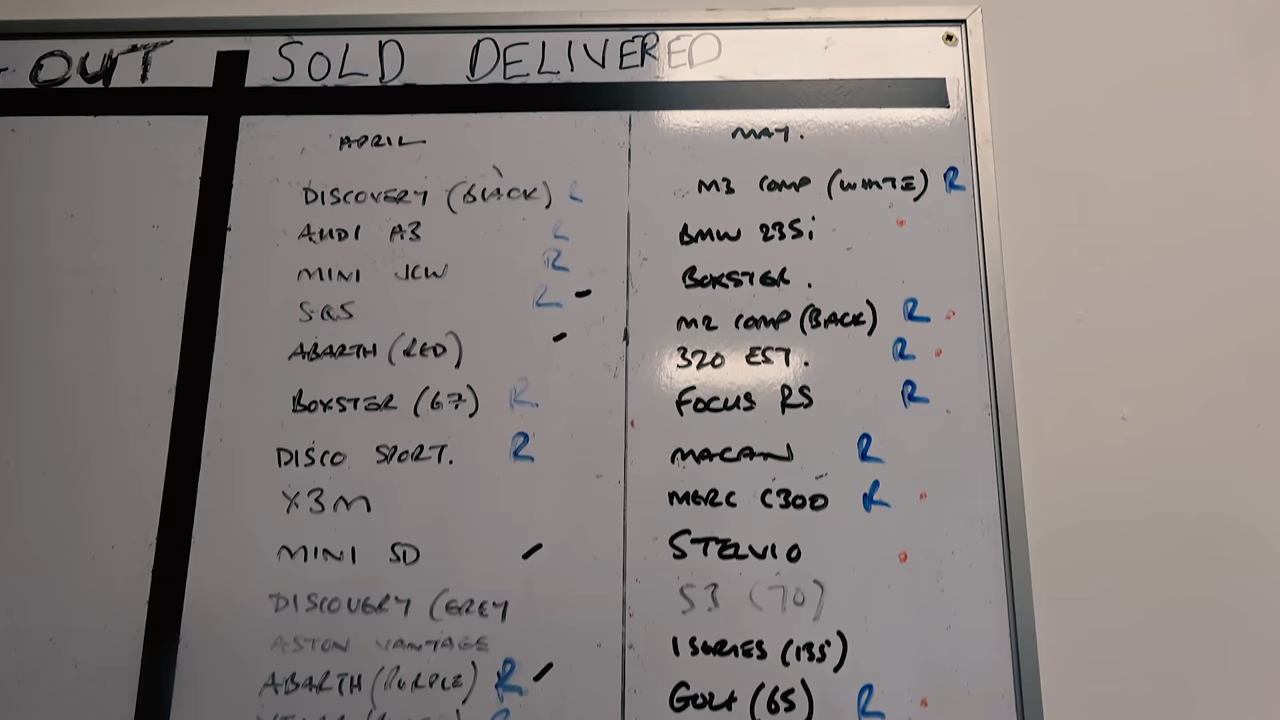 OUT
SOLD DELIVERED
APRIL
DISCOVERY (BLACK)
AUDI A3
MINI JCW R
SQ5 R -
ABARTH (RED) -
BOXSTER (67) R
DISCO SPORT. R
X3M
MINI SD -
DISCOVERY (GREY
ASTON VANTAGE
ABARTH (PURPLE) R -
MAY.
M3 COMP (WHITE) R
BMW 235i
BOXSTER.
M2 COMP (BACK) R
320 EST. R
FOCUS RS R
MACAN R
MERC C300 R
STELVIO
S3 (70)
1 SERIES (135)
GOLF (65) R